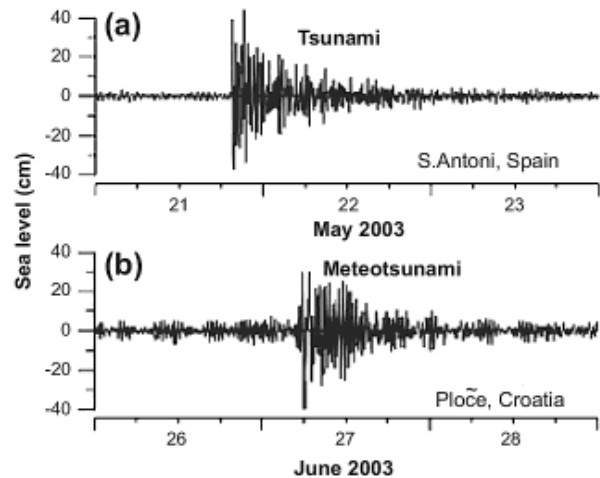 (a)
Tsunami
40
20
0
-20
-40
S.Antoni, Spain
21 22 23
May 2003
Sea level (cm)
(b)
Meteotsunami
40
20
0
-20
-40
Ploc̃e, Croatia
26 27 28
June 2003